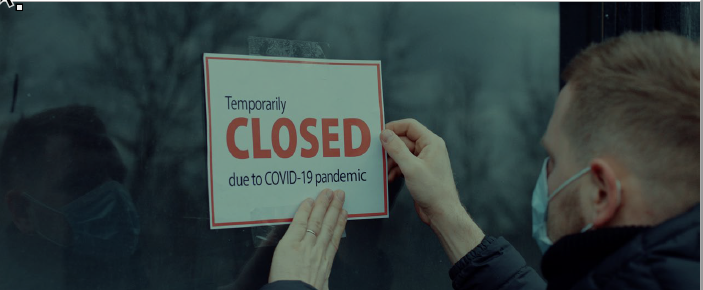 Temporarily
CLOSED
due to COVID-19 pandemic